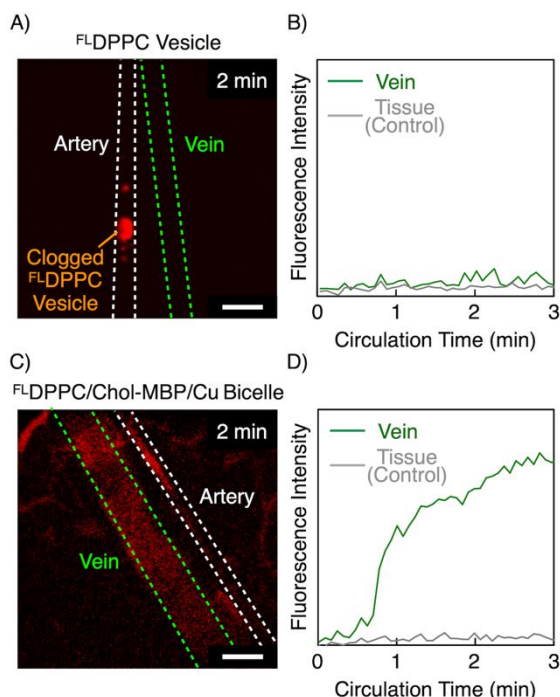 A)
FLDPPC Vesicle
2 min
Artery
Vein
Clogged
FLDPPC
Vesicle
B)
Fluorescence Intensity
Vein
Tissue
(Control)
0
1
2
3
Circulation Time (min)
C)
FLDPPC/Chol-MBP/Cu Bicelle
2 min
Artery
Vein
D)
Fluorescence Intensity
Vein
Tissue
(Control)
0
1
2
3
Circulation Time (min)